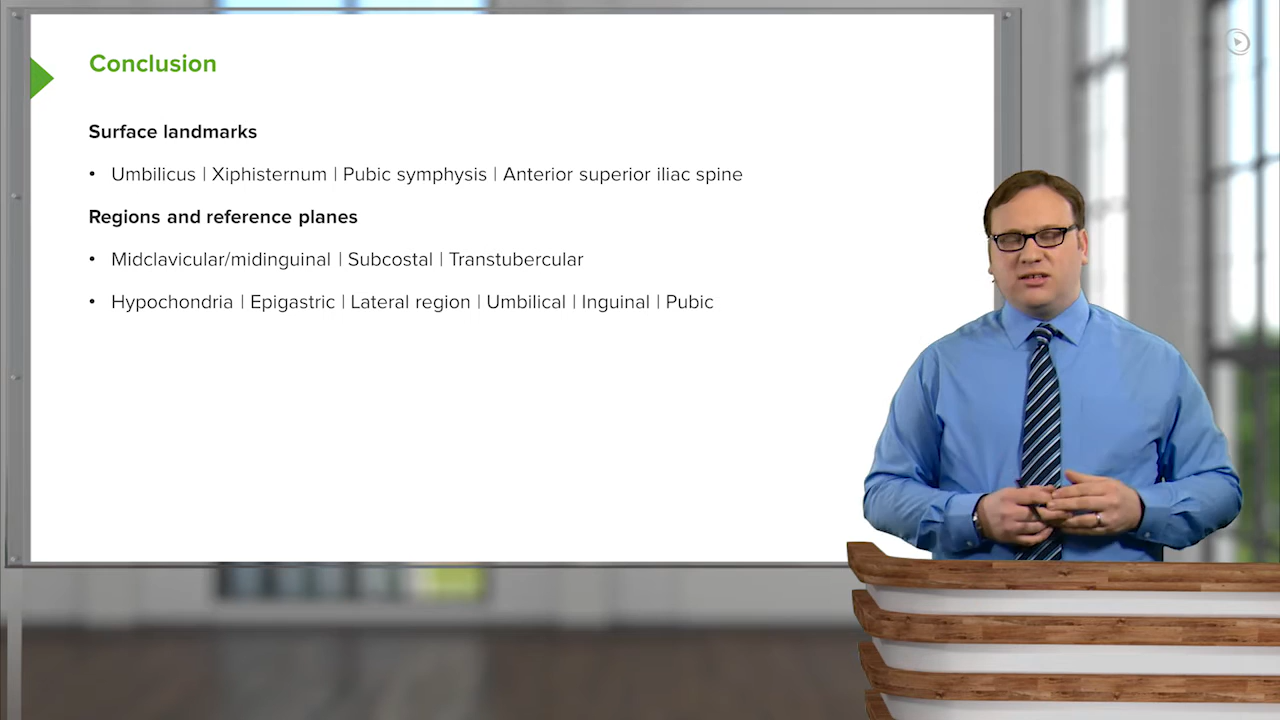 Conclusion
Surface landmarks
• Umbilicus | Xiphisternum | Pubic symphysis | Anterior superior iliac spine
Regions and reference planes
• Midclavicular/midinguinal | Subcostal | Transtubercular
• Hypochondria | Epigastric | Lateral region | Umbilical | Inguinal | Pubic